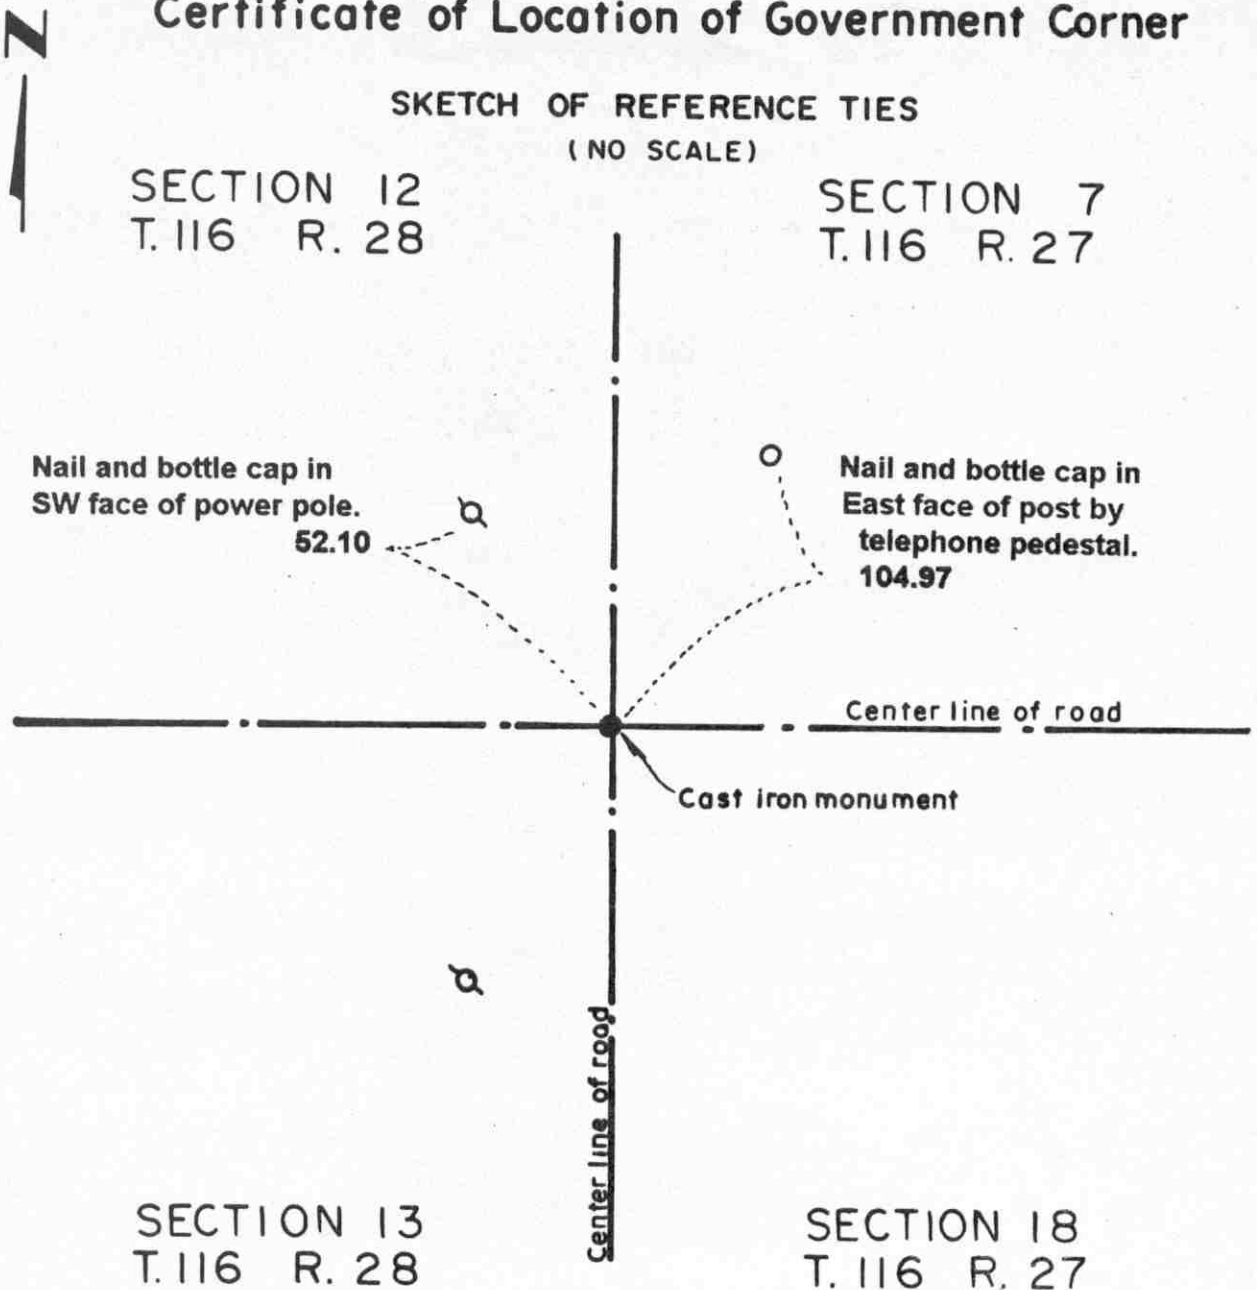 N
Certificate of Location of Government Corner
SKETCH OF REFERENCE TIES
(NO SCALE)
SECTION 12
T. 116 R. 28
SECTION 7
T. 116 R. 27
Nail and bottle cap in
SW face of power pole.
52.10
Nail and bottle cap in
East face of post by
telephone pedestal.
104.97
Center line of road
Cast iron monument
Center line of road
SECTION 13
T. 116 R. 28
SECTION 18
T. 116 R. 27